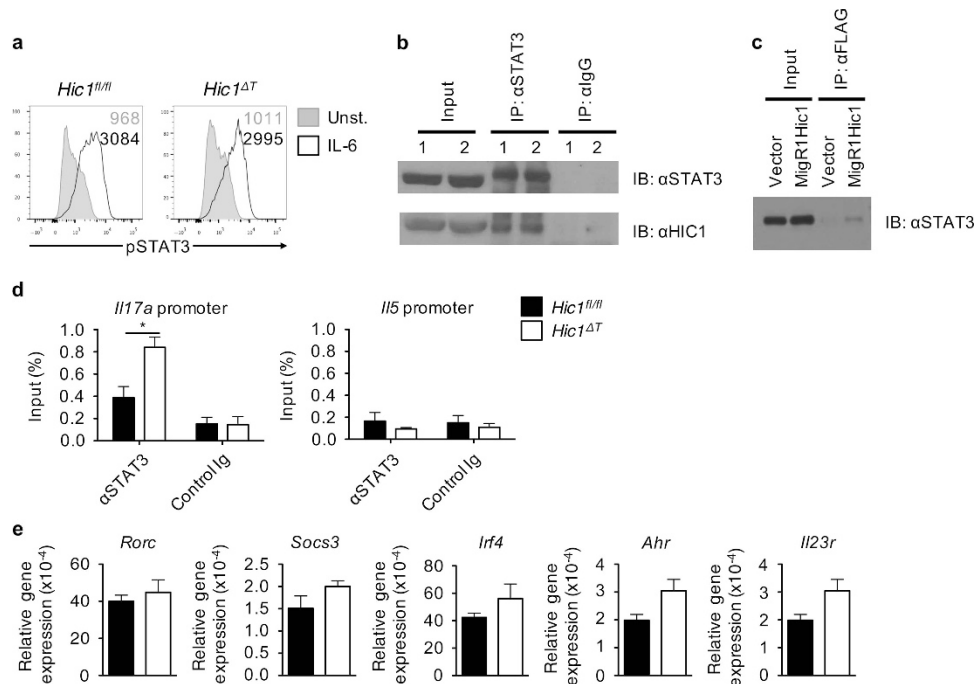 a
Hic1fl/fl
Hic1ΔT
968
3084
1011
2995
Unst.
IL-6
100
80
60
40
20
0
pSTAT3
b
Input
IP: αSTAT3
IP: αIgG
1 2 1 2 1 2
IB: αSTAT3
IB: αHIC1
c
Input
IP: αFLAG
Vector
MigR1Hic1
Vector
MigR1Hic1
IB: αSTAT3
d
Il17a promoter
Input (%)
1.0
0.8
0.6
0.4
0.2
0.0
*
αSTAT3
Control Ig
Il5 promoter
Input (%)
1.0
0.8
0.6
0.4
0.2
0.0
αSTAT3
Control Ig
Hic1fl/fl
Hic1ΔT
e
Rorc
Relative gene
expression (x10-4)
80
60
40
20
0
Socs3
Relative gene
expression (x10-4)
2.5
2.0
1.5
1.0
0.5
0.0
Irf4
Relative gene
expression (x10-4)
80
60
40
20
0
Ahr
Relative gene
expression (x10-4)
4
3
2
1
0
Il23r
Relative gene
expression (x10-4)
4
3
2
1
0